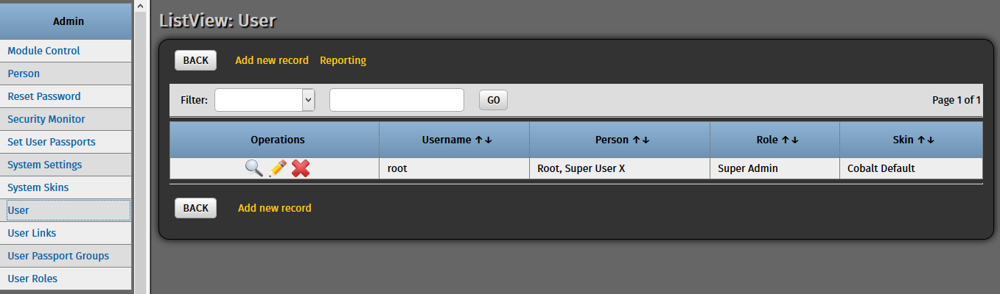 Admin
Module Control
Person
Reset Password
Security Monitor
Set User Passports
System Settings
System Skins
User
User Links
User Passport Groups
User Roles
ListView: User
BACK Add new record Reporting
Filter: GO Page 1 of 1
Operations Username ↑↓ Person ↑↓ Role ↑↓ Skin ↑↓
root Root, Super User X Super Admin Cobalt Default
BACK Add new record